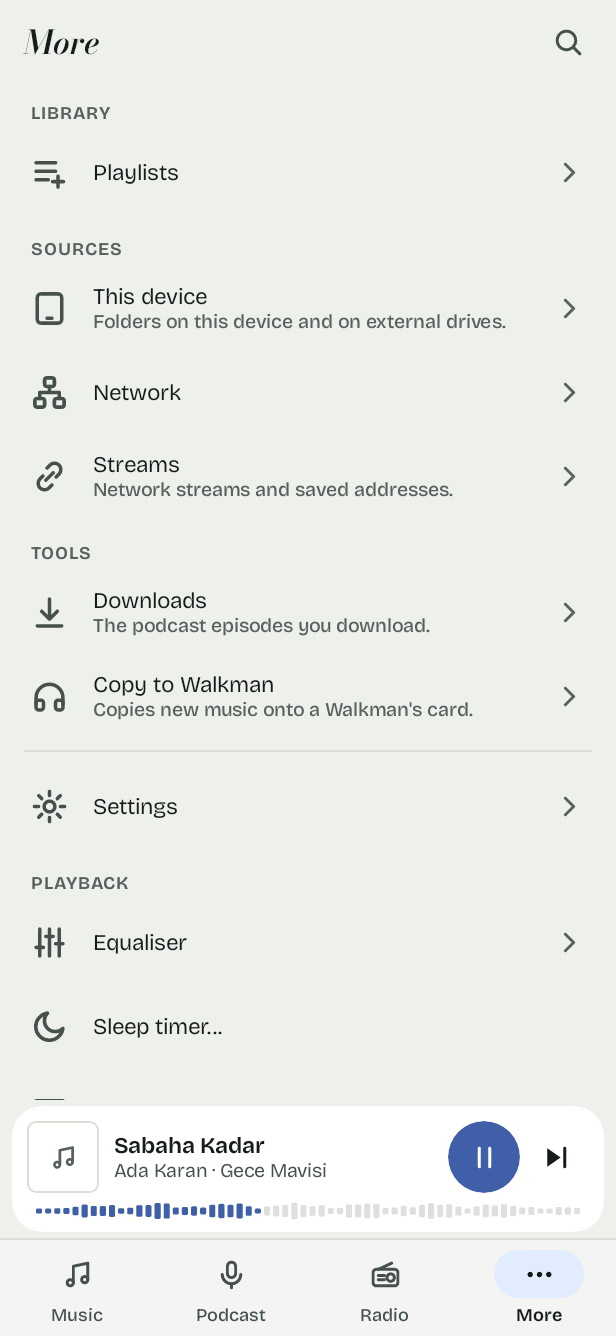 More
LIBRARY
Playlists
SOURCES
This device
Folders on this device and on external drives.
Network
Streams
Network streams and saved addresses.
TOOLS
Downloads
The podcast episodes you download.
Copy to Walkman
Copies new music onto a Walkman's card.
Settings
PLAYBACK
Equaliser
Sleep timer...
Sabaha Kadar
Ada Karan · Gece Mavisi
Music
Podcast
Radio
More